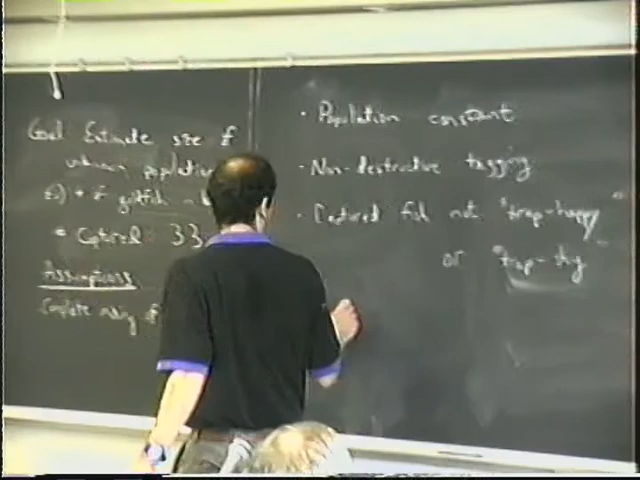 Goal Estimate size of
unknown population
# of goldfish
# Captured 33
Assumptions
Complete mixing of
• Population constant
• Non-destructive tagging
• Captured fish not "trap-happy"
or "trap-shy"